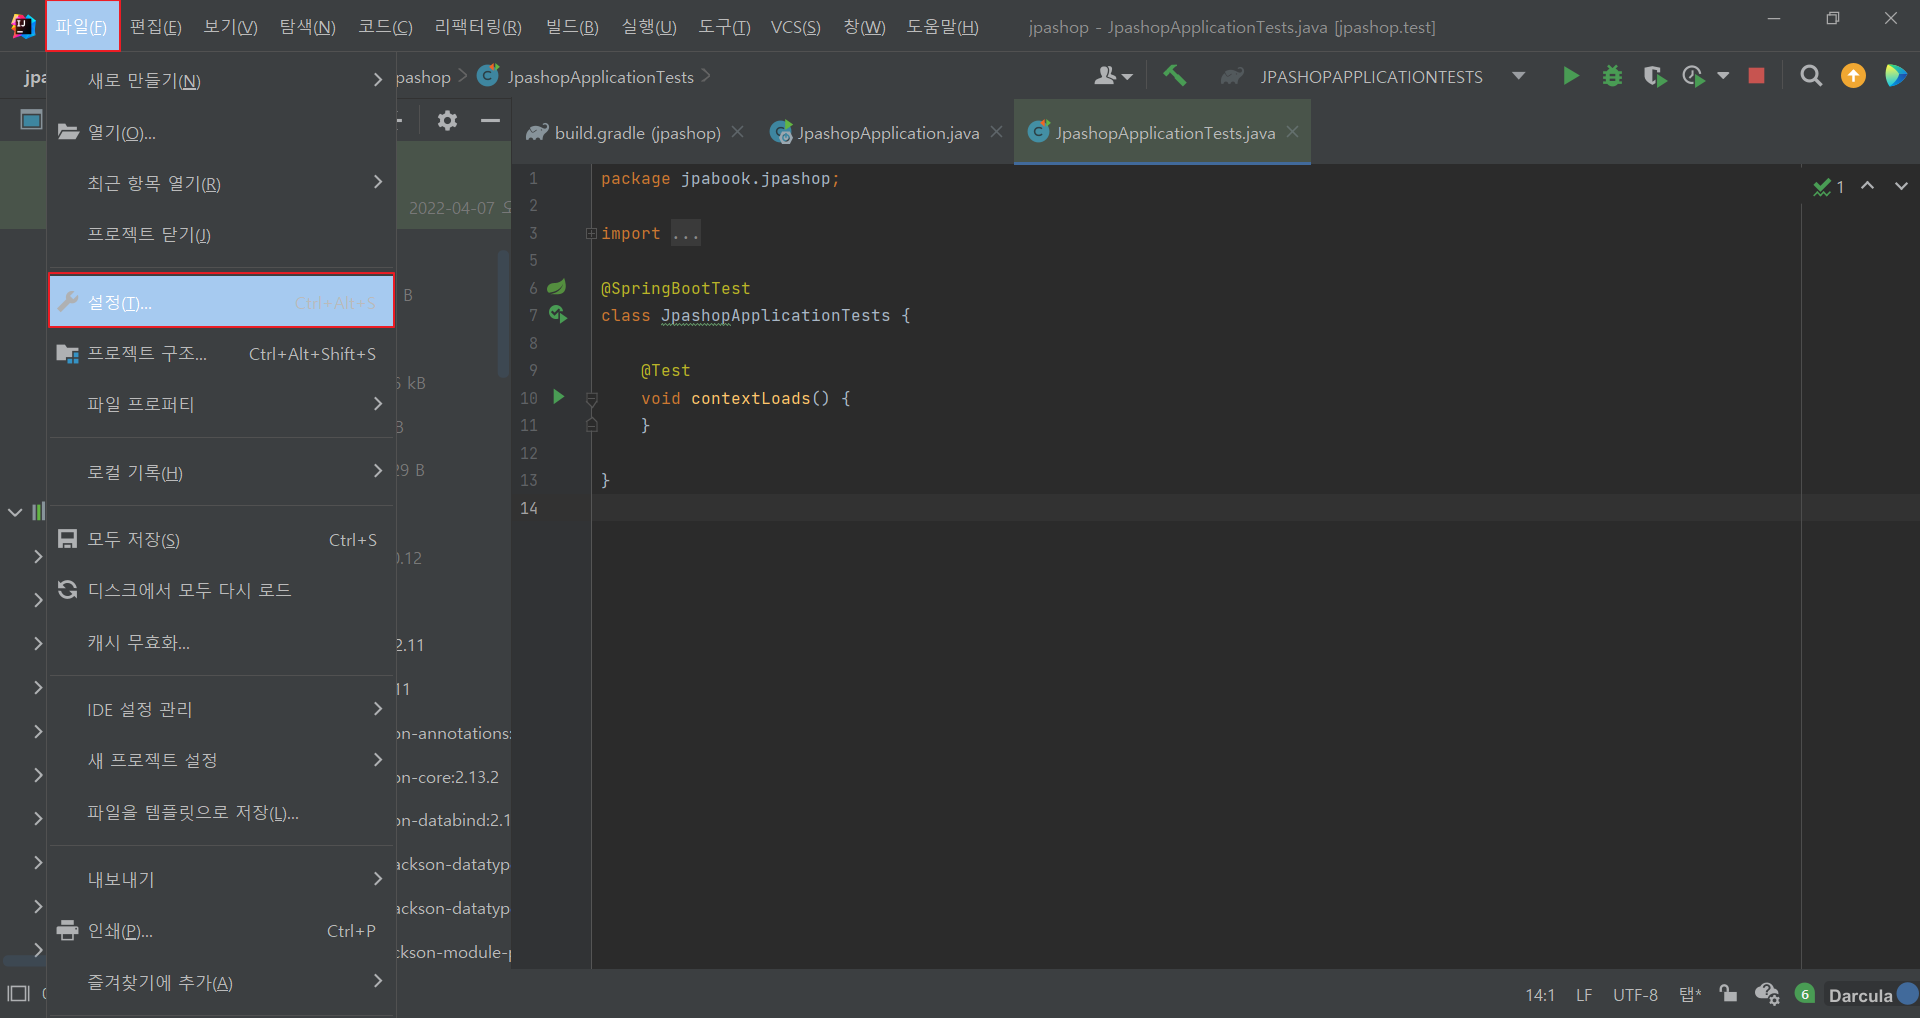 파일(F) 편집(E) 보기(V) 탐색(N) 코드(C) 리팩터링(R) 빌드(B) 실행(U) 도구(T) VCS(S) 창(W) 도움말(H) jpashop - JpashopApplicationTests.java [jpashop.test]
jpa
pashop JpashopApplicationTests JPASHOPAPPLICATIONTESTS
build.gradle (jpashop) JpashopApplication.java JpashopApplicationTests.java
새로 만들기(N)
열기(O)...
최근 항목 열기(R)
프로젝트 닫기(J)
설정(T)... Ctrl+Alt+S
프로젝트 구조... Ctrl+Alt+Shift+S
파일 프로퍼티
로컬 기록(H)
모두 저장(S) Ctrl+S
디스크에서 모두 다시 로드
캐시 무효화...
IDE 설정 관리
새 프로젝트 설정
파일을 템플릿으로 저장(L)...
내보내기
인쇄(P)... Ctrl+P
즐겨찾기에 추가(A)
2022-04-07 오
B
kB
B
29 B
.12
2.11
11
on-annotations:
on-core:2.13.2
on-databind:2.1
ackson-datatyp
ackson-datatyp
ckson-module-p
1 package jpabook.jpashop;
2
3 import ...
5
6 @SpringBootTest
7 class JpashopApplicationTests {
8
9 @Test
10 void contextLoads() {
11 }
12
13 }
14
1
14:1 LF UTF-8 탭* 6 Darcula